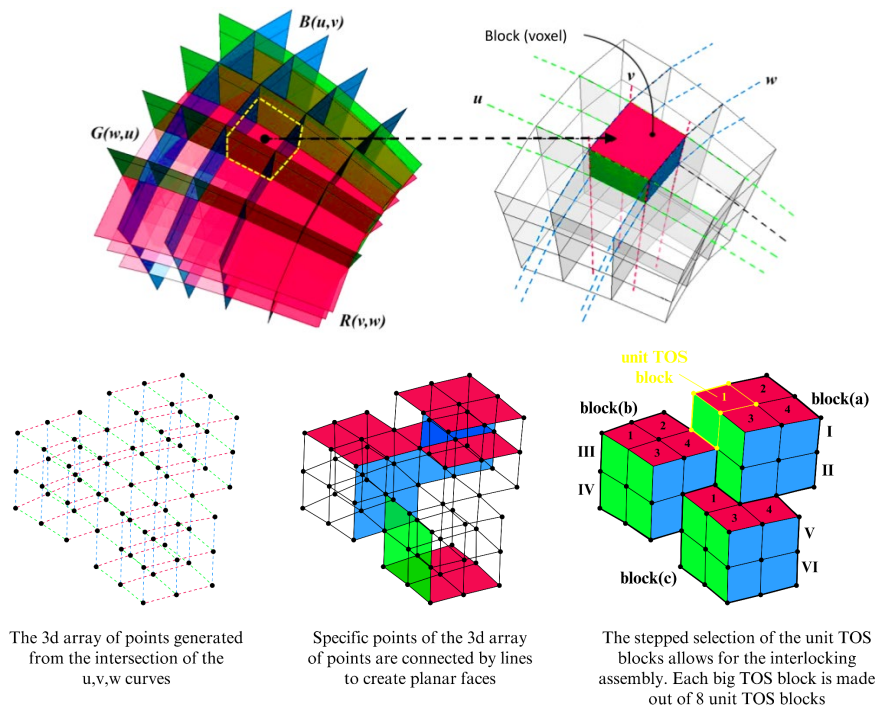 B(u,v)
G(w,u)
R(v,w)
Block (voxel)
u
v
w
unit TOS
block
block(b)
block(a)
1
2
3
4
I
II
1
2
3
4
III
IV
1
3
4
V
VI
block(c)
The 3d array of points generated
from the intersection of the
u,v,w curves
Specific points of the 3d array
of points are connected by lines
to create planar faces
The stepped selection of the unit TOS
blocks allows for the interlocking
assembly. Each big TOS block is made
out of 8 unit TOS blocks